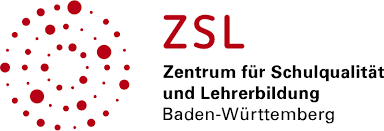 ZSL
Zentrum für Schulqualität
und Lehrerbildung
Baden-Württemberg